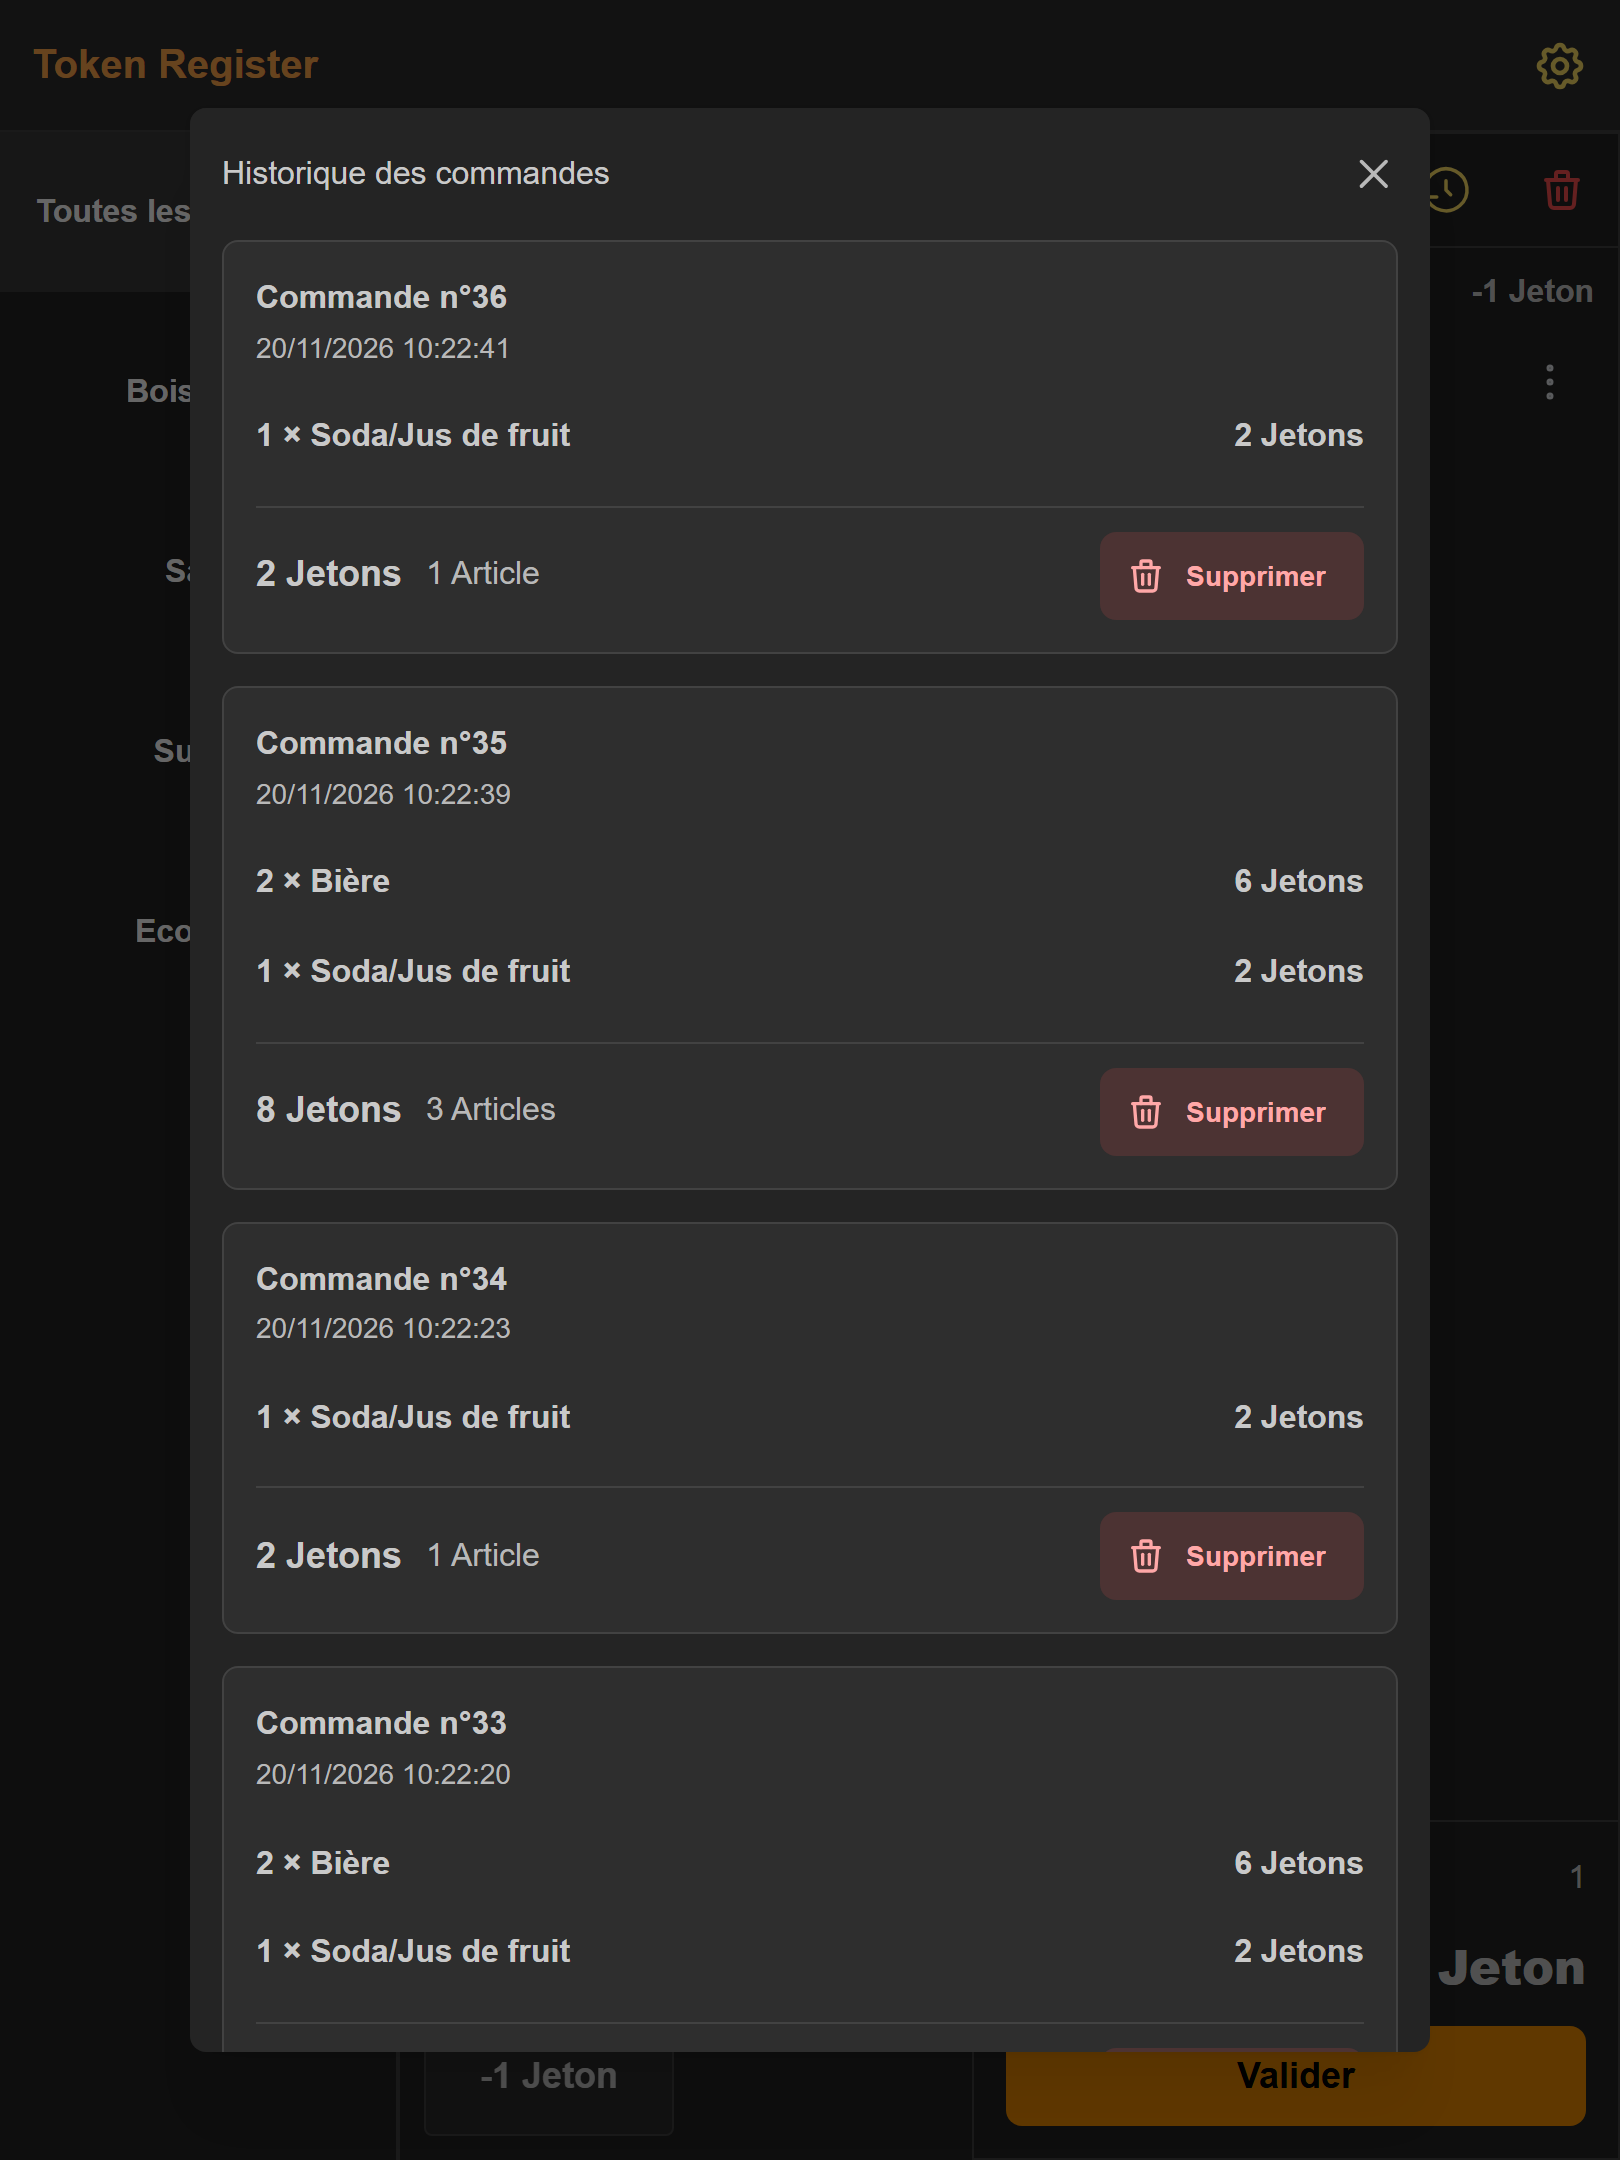 Token Register
Historique des commandes
Toutes les
-1 Jeton
Commande n°36
20/11/2026 10:22:41
1 × Soda/Jus de fruit 2 Jetons
2 Jetons 1 Article Supprimer
Commande n°35
20/11/2026 10:22:39
2 × Bière 6 Jetons
1 × Soda/Jus de fruit 2 Jetons
8 Jetons 3 Articles Supprimer
Commande n°34
20/11/2026 10:22:23
1 × Soda/Jus de fruit 2 Jetons
2 Jetons 1 Article Supprimer
Commande n°33
20/11/2026 10:22:20
2 × Bière 6 Jetons
1 × Soda/Jus de fruit 2 Jetons
1
Jeton
-1 Jeton
Valider